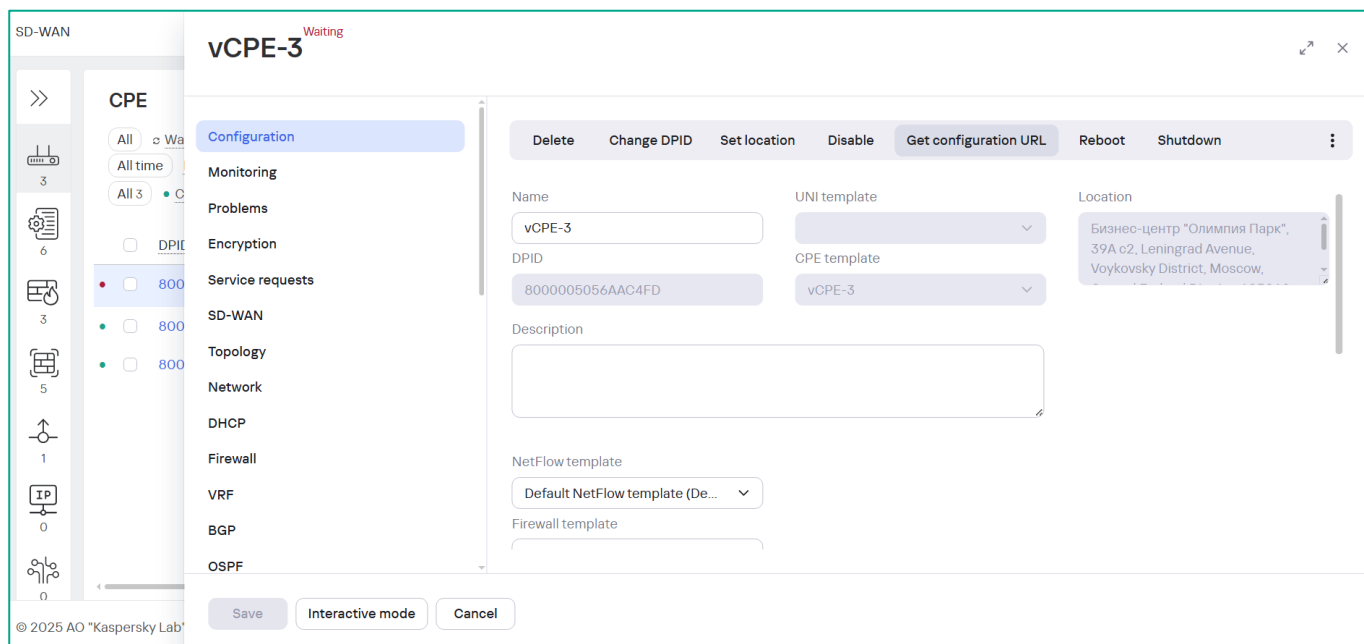 SD-WAN
vCPE-3
Waiting
3
6
3
5
1
IP
0
0
CPE
All
Wa
All time
All 3
C
DPID
800
800
800
Configuration
Monitoring
Problems
Encryption
Service requests
SD-WAN
Topology
Network
DHCP
Firewall
VRF
BGP
OSPF
Delete Change DPID Set location Disable Get configuration URL Reboot Shutdown
Name UNI template Location
vCPE-3
Бизнес-центр "Олимпия Парк",
39А с2, Leningrad Avenue,
Voykovsky District, Moscow,
DPID CPE template
8000005056AAC4FD vCPE-3
Description
NetFlow template
Default NetFlow template (De...
Firewall template
Save Interactive mode Cancel
© 2025 AO "Kaspersky Lab"